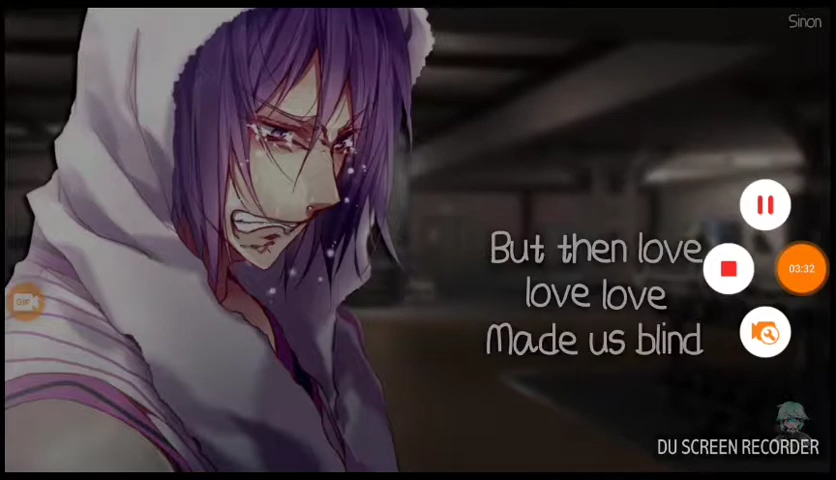 Sinon
But then love
love love
Made us blind
03:32
DU SCREEN RECORDER